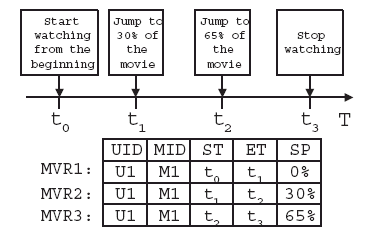 Start watching from the beginning
Jump to 30% of the movie
Jump to 65% of the movie
Stop watching
t0 t1 t2 t3 T
UID MID ST ET SP
MVR1: U1 M1 t0 t1 0%
MVR2: U1 M1 t1 t2 30%
MVR3: U1 M1 t2 t3 65%